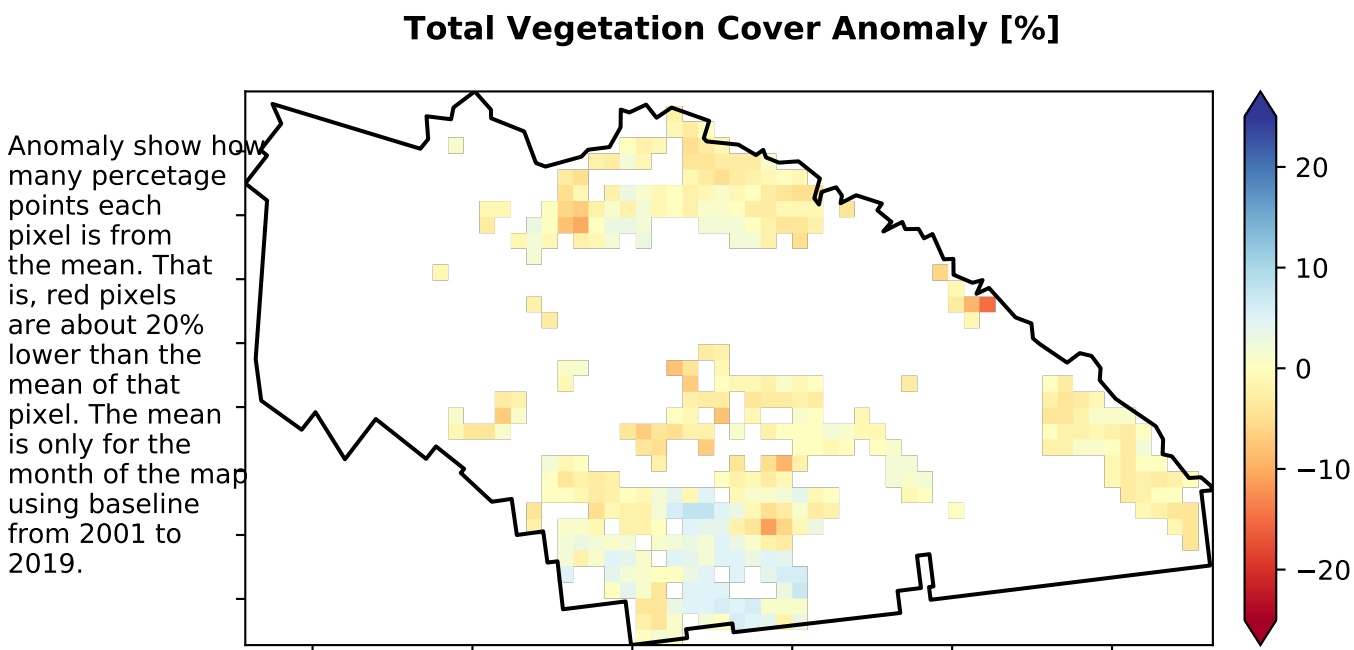 Total Vegetation Cover Anomaly [%]
Anomaly show how
many percetage
points each
pixel is from
the mean. That
is, red pixels
are about 20%
lower than the
mean of that
pixel. The mean
is only for the
month of the map
using baseline
from 2001 to
2019.
20
10
0
−10
−20